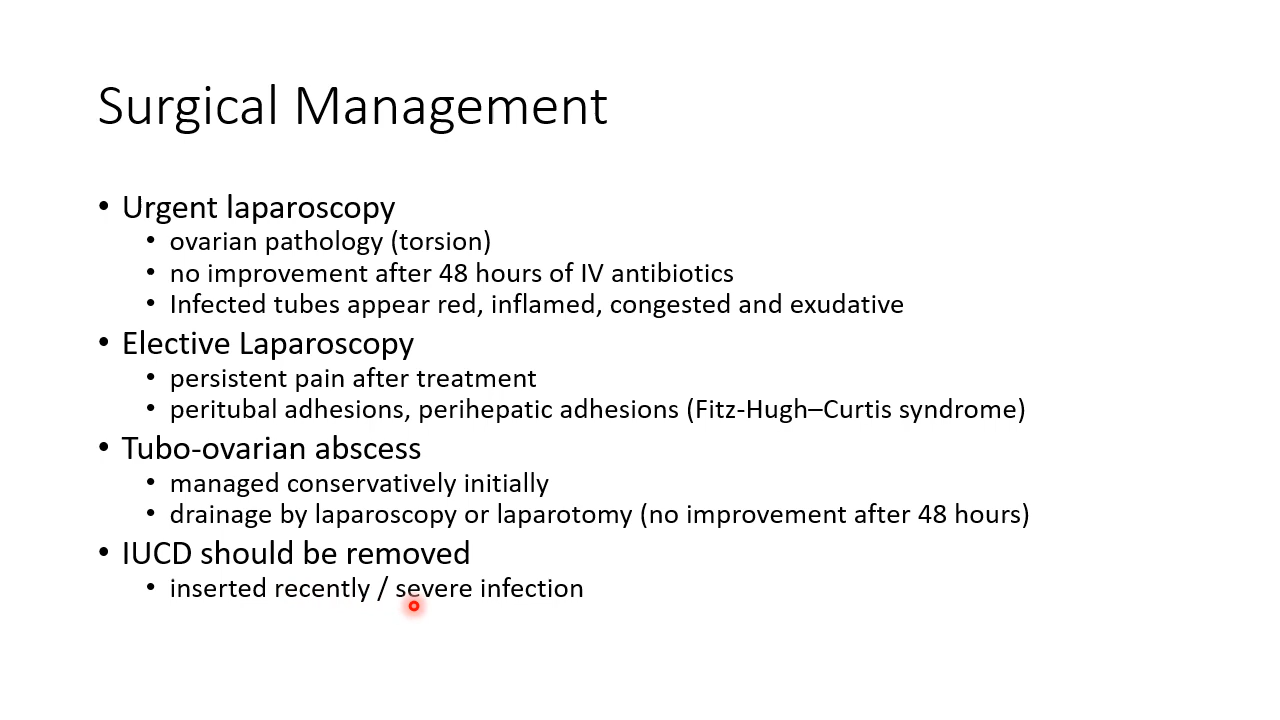 Surgical Management
• Urgent laparoscopy
• ovarian pathology (torsion)
• no improvement after 48 hours of IV antibiotics
• Infected tubes appear red, inflamed, congested and exudative
• Elective Laparoscopy
• persistent pain after treatment
• peritubal adhesions, perihepatic adhesions (Fitz-Hugh–Curtis syndrome)
• Tubo-ovarian abscess
• managed conservatively initially
• drainage by laparoscopy or laparotomy (no improvement after 48 hours)
• IUCD should be removed
• inserted recently / severe infection